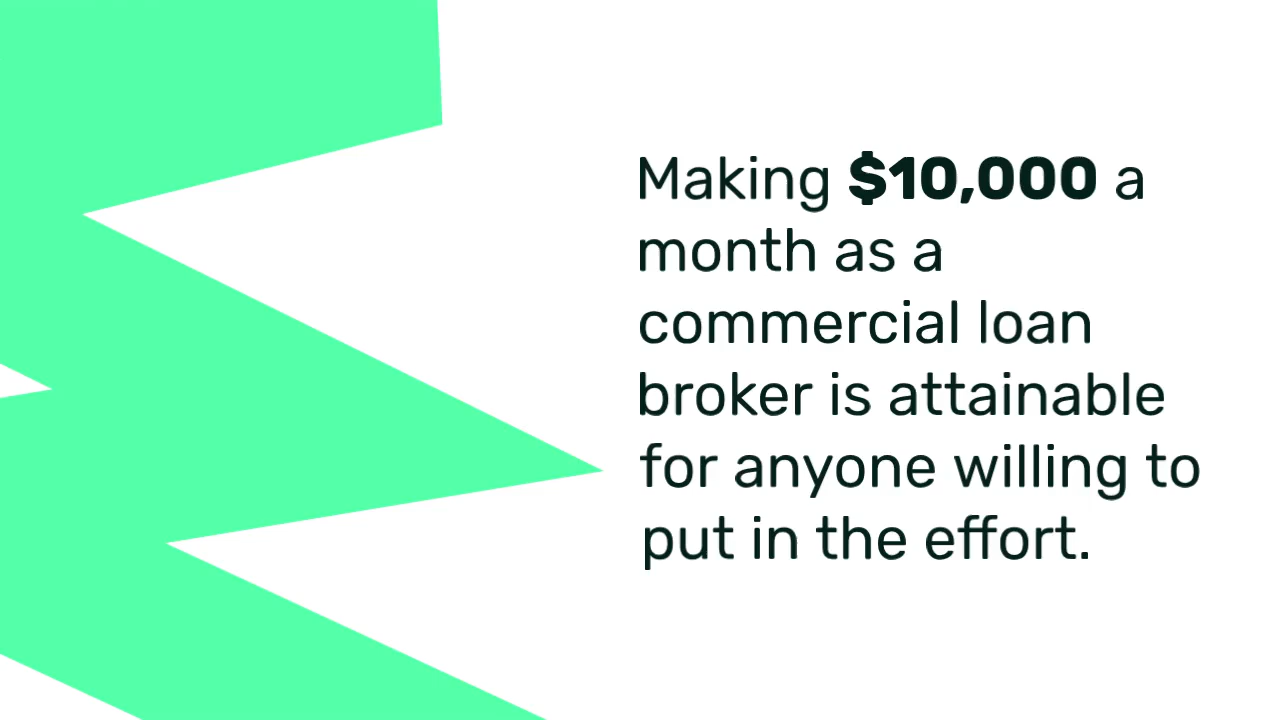 Making $10,000 a
month as a
commercial loan
broker is attainable
for anyone willing to
put in the effort.